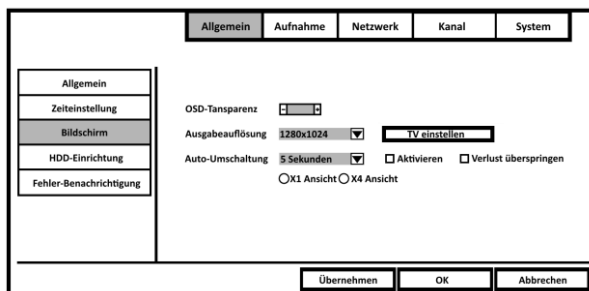 Allgemein Aufnahme Netzwerk Kanal System
Allgemein
Zeiteinstellung
Bildschirm
HDD-Einrichtung
Fehler-Benachrichtigung
OSD-Tansparenz - +
Ausgabeauflösung 1280x1024 TV einstellen
Auto-Umschaltung 5 Sekunden Aktivieren Verlust überspringen
X1 Ansicht X4 Ansicht
Übernehmen OK Abbrechen